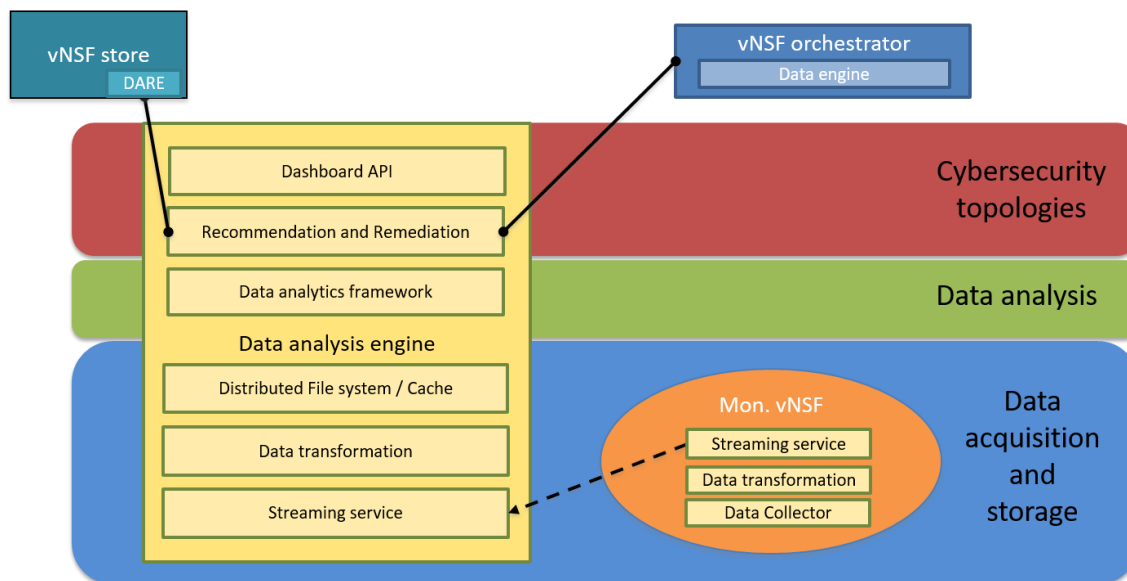 vNSF store
DARE
vNSF orchestrator
Data engine
Dashboard API
Recommendation and Remediation
Data analytics framework
Data analysis engine
Distributed File system / Cache
Data transformation
Streaming service
Mon. vNSF
Streaming service
Data transformation
Data Collector
Cybersecurity
topologies
Data analysis
Data
acquisition
and
storage